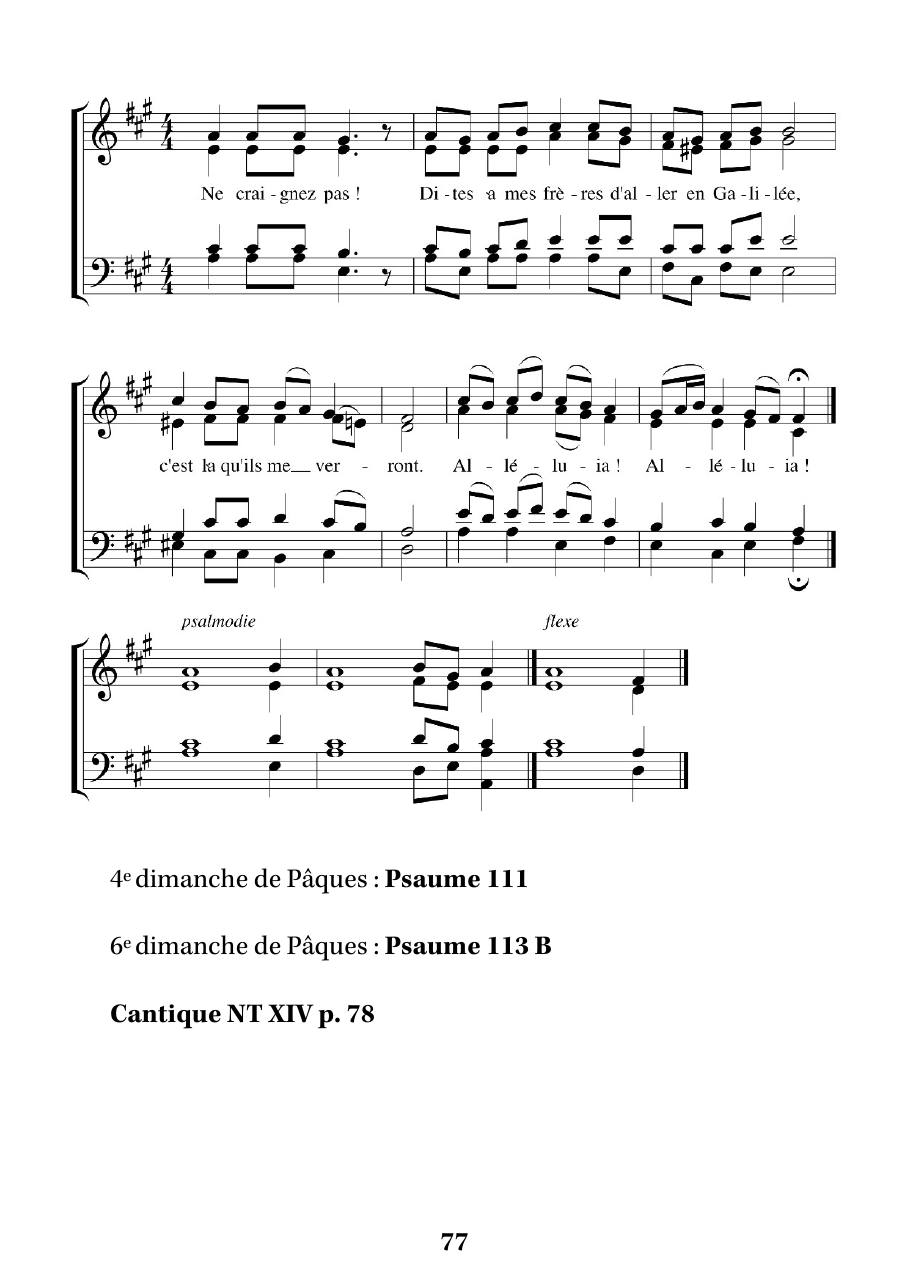 Ne crai - gnez pas ! Di - tes `a mes frè - res d'al - ler en Ga - li - lée,
c'est l`a qu'ils me__ ver - ront. Al - lé - lu - ia ! Al - lé - lu - ia !
psalmodie flexe
4e dimanche de Pâques : Psaume 111
6e dimanche de Pâques : Psaume 113 B
Cantique NT XIV p. 78
77